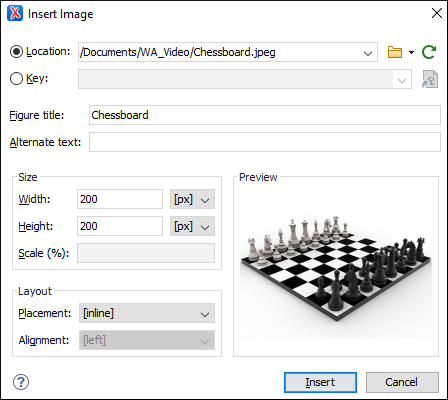 Insert Image
Location: /Documents/WA_Video/Chessboard.jpeg
Key:
Figure title: Chessboard
Alternate text:
Size
Width: 200 [px]
Height: 200 [px]
Scale (%):
Layout
Placement: [inline]
Alignment: [left]
Preview
? Insert Cancel